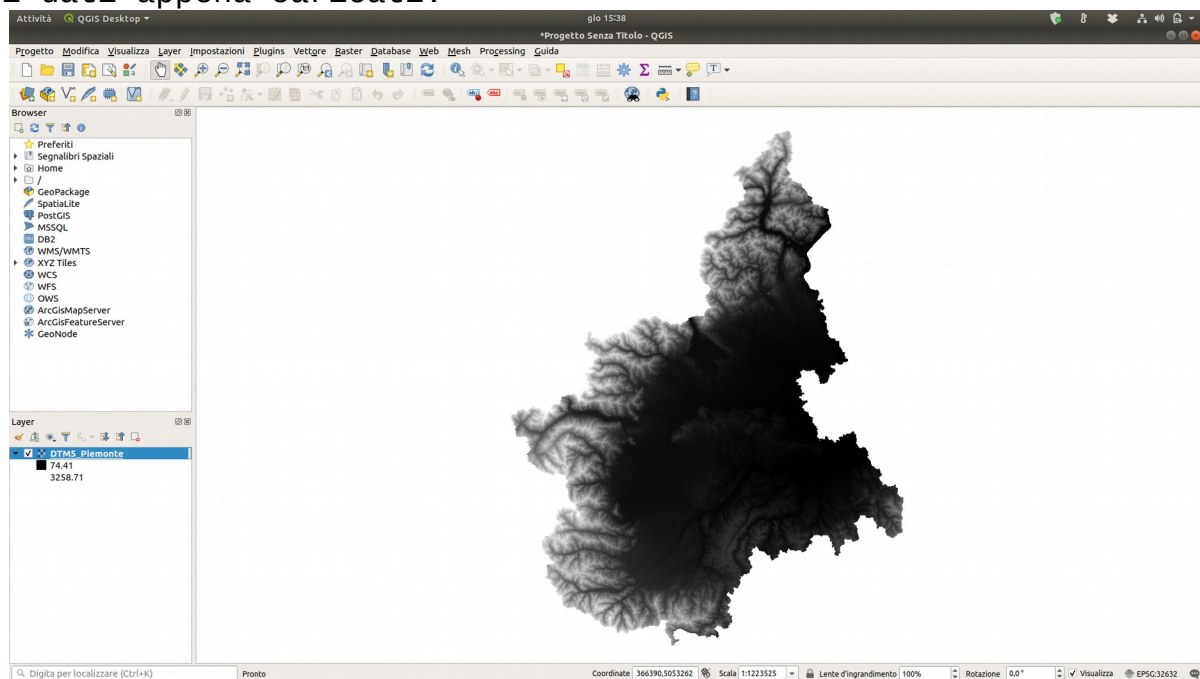 i dati appena caricati.
Attività QGIS Desktop gio 15:38
*Progetto Senza Titolo - QGIS
Progetto Modifica Visualizza Layer Impostazioni Plugins Vettore Raster Database Web Mesh Processing Guida
Browser
Preferiti
Segnalibri Spaziali
Home
/
GeoPackage
SpatiaLite
PostGIS
MSSQL
DB2
WMS/WMTS
XYZ Tiles
WCS
WFS
OWS
ArcGisMapServer
ArcGisFeatureServer
GeoNode
Layer
DTM5_Piemonte
74.41
3258.71
Digita per localizzare (Ctrl+K) Pronto Coordinate 366390,5053262 Scala 1:1223525 Lente d'ingrandimento 100% Rotazione 0,0° Visualizza EPSG:32632